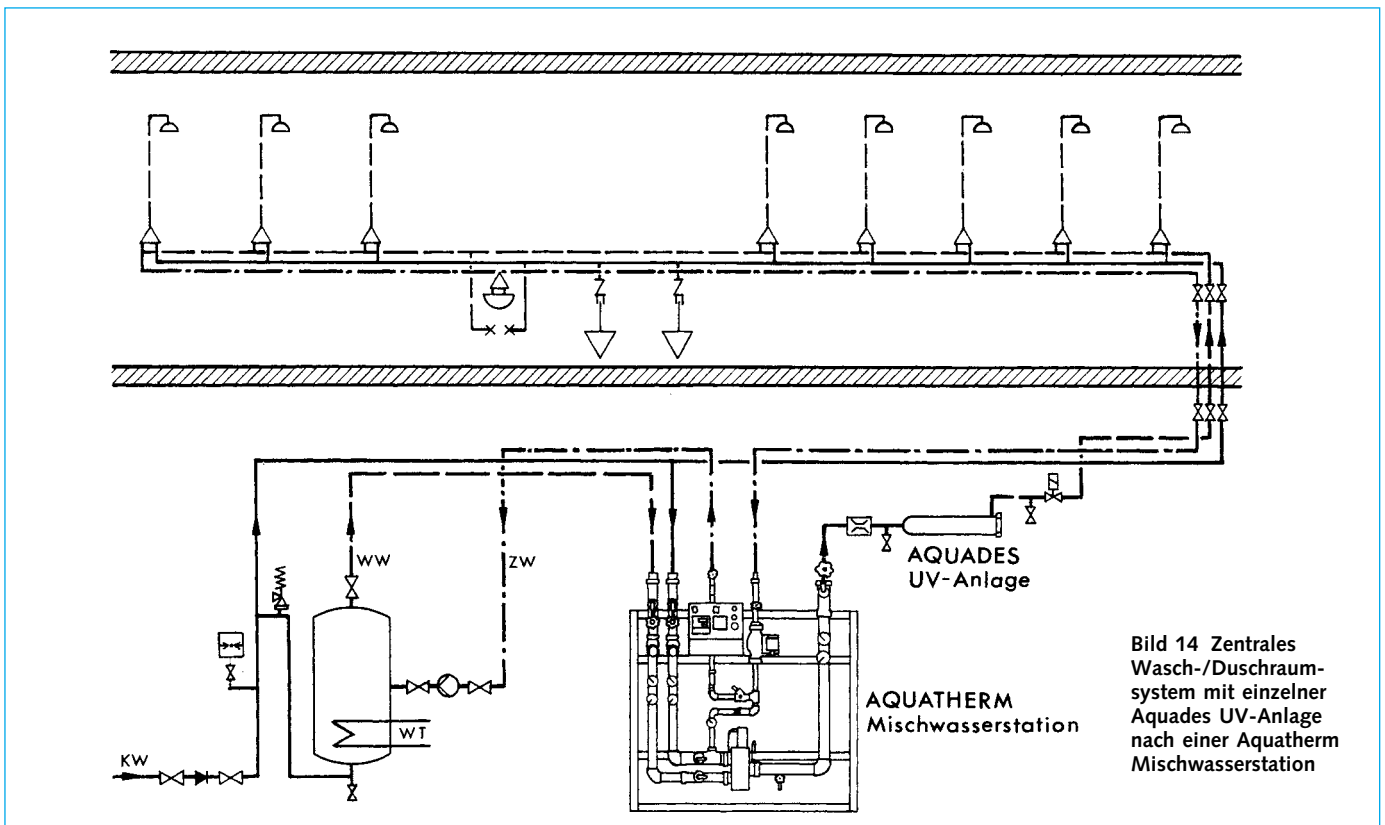 WW
ZW
AQUADES
UV-Anlage
AQUATHERM
Mischwasserstation
WT
KW
Bild 14 Zentrales
Wasch-/Duschraum-
system mit einzelner
Aquades UV-Anlage
nach einer Aquatherm
Mischwasserstation